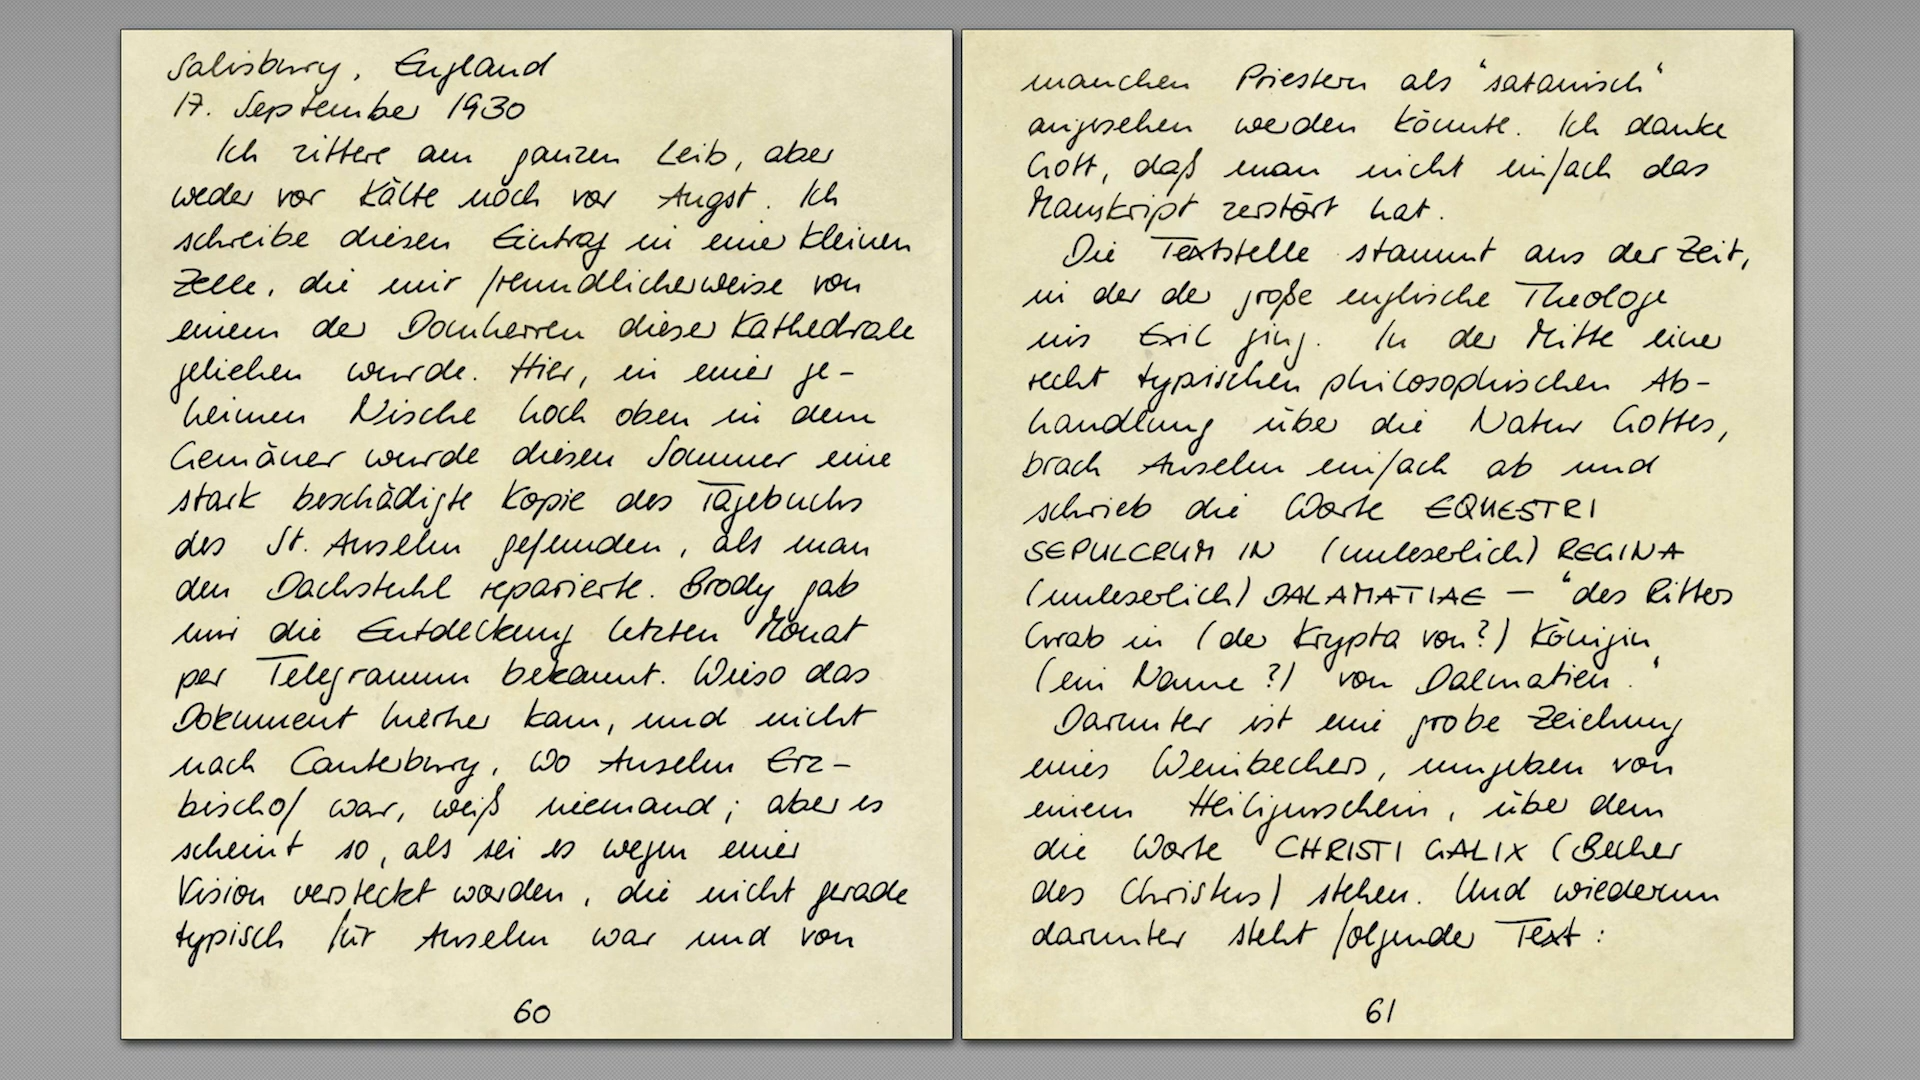 Salisbury, England
17. September 1930
Ich zittere am ganzen Leib, aber
weder vor Kälte noch vor Angst. Ich
schreibe diesen Eintrag in einer kleinen
Zelle, die mir freundlicherweise von
einem der Domherren dieser Kathedrale
geliehen wurde. Hier, in einer ge-
heimen Nische hoch oben in dem
Gemäuer wurde diesen Sommer eine
stark beschädigte Kopie des Tagebuchs
des St. Anselm gefunden, als man
den Dachstuhl reparierte. Brody gab
mir die Entdeckung letzten Monat
per Telegramm bekannt. Wieso das
Dokument hierher kam, und nicht
nach Canterbury, wo Anselm Erz-
bischof war, weiß niemand; aber es
scheint so, als sei es wegen einer
Vision versteckt worden, die nicht gerade
typisch für Anselm war und von
60
manchen Priestern als "satanisch"
angesehen werden könnte. Ich danke
Gott, daß man nicht einfach das
Manskript zerstört hat.
Die Textstelle stammt aus der Zeit,
in der der große englische Theologe
ins Exil ging. In der Mitte einer
recht typischen philosophischen Ab-
handlung über die Natur Gottes,
brach Anselm einfach ab und
schrieb die Worte EQUESTRI
SEPULCRUM IN (unleserlich) REGINA
(unleserlich) DALAMATIAE – "des Ritters
Grab in (der Krypta von?) Königin
(ein Name?) von Dalmatien."
Darunter ist eine grobe Zeichung
eines Weinbechers, umgeben von
einem Heiligenschein, über dem
die Worte CHRISTI CALIX (Becher
des Christus) stehen. Und wiederum
darunter steht folgender Text:
61